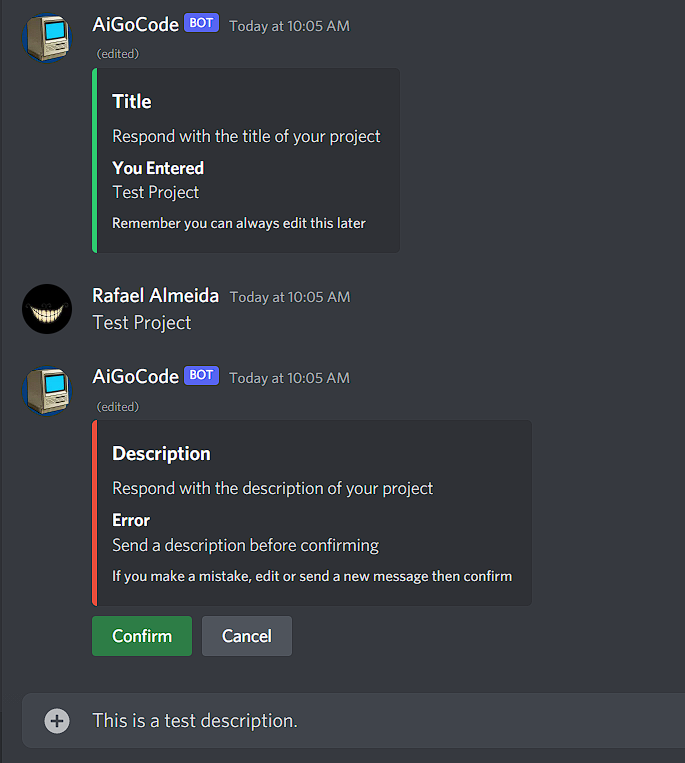 AiGoCode BOT Today at 10:05 AM
(edited)
Title
Respond with the title of your project
You Entered
Test Project
Remember you can always edit this later
Rafael Almeida Today at 10:05 AM
Test Project
AiGoCode BOT Today at 10:05 AM
(edited)
Description
Respond with the description of your project
Error
Send a description before confirming
If you make a mistake, edit or send a new message then confirm
Confirm Cancel
This is a test description.